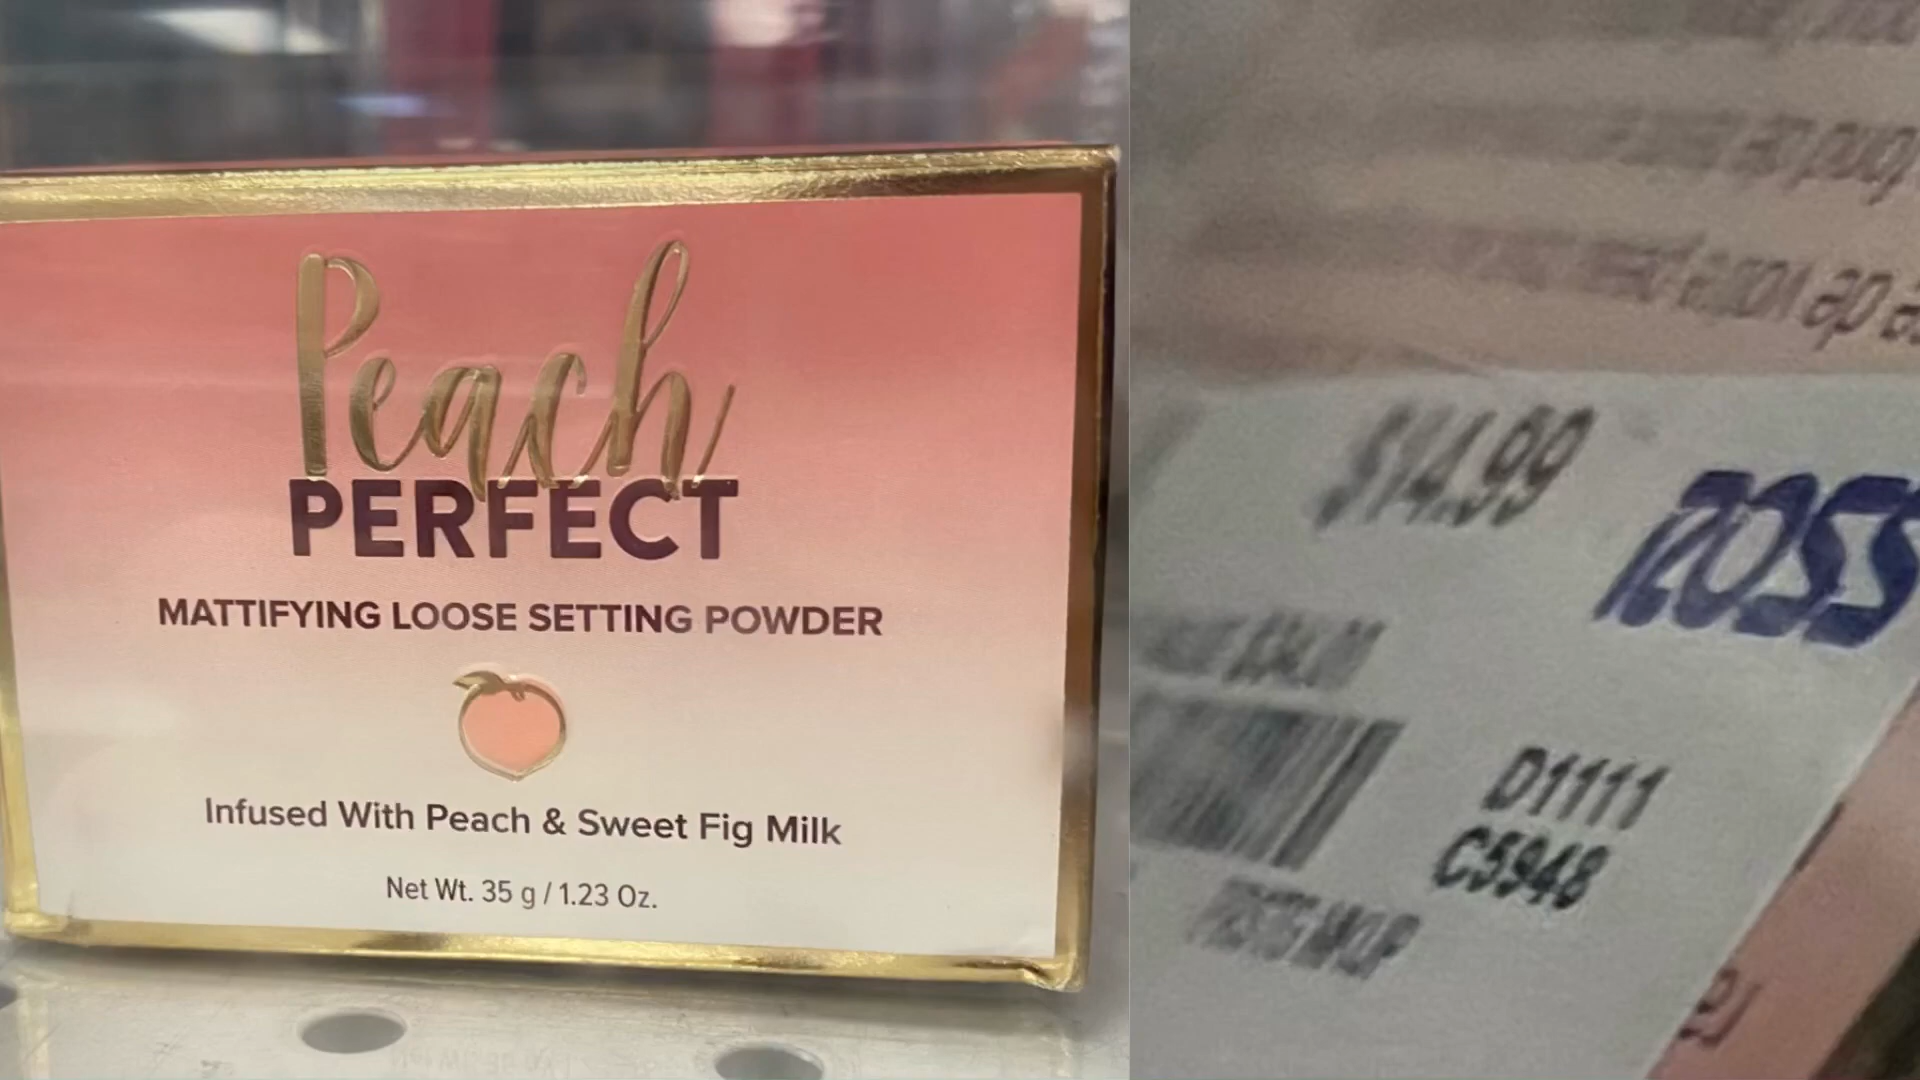 Peach
PERFECT
MATTIFYING LOOSE SETTING POWDER
Infused With Peach & Sweet Fig Milk
Net Wt. 35 g / 1.23 Oz.
$14.99
ROSS
D1111
C5948